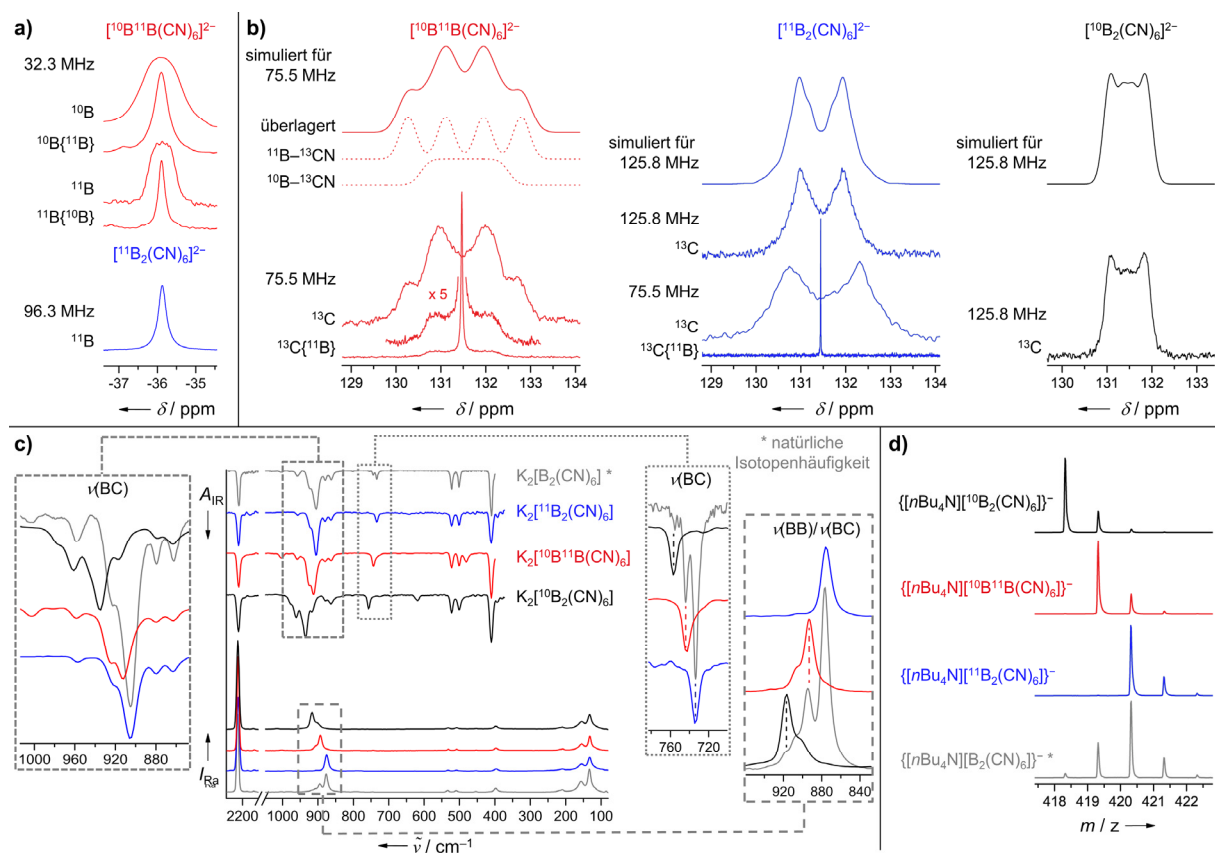 a)
[¹⁰B¹¹B(CN)₆]²⁻
32.3 MHz
¹⁰B
¹⁰B{¹¹B}
¹¹B
¹¹B{¹⁰B}
[¹¹B₂(CN)₆]²⁻
96.3 MHz
¹¹B
-37 -36 -35
δ / ppm
b)
[¹⁰B¹¹B(CN)₆]²⁻
simuliert für
75.5 MHz
überlagert
¹¹B–¹³CN
¹⁰B–¹³CN
75.5 MHz
x 5
¹³C
¹³C{¹¹B}
129 130 131 132 133 134
δ / ppm
[¹¹B₂(CN)₆]²⁻
simuliert für
125.8 MHz
125.8 MHz
¹³C
75.5 MHz
¹³C
¹³C{¹¹B}
129 130 131 132 133 134
δ / ppm
[¹⁰B₂(CN)₆]²⁻
simuliert für
125.8 MHz
125.8 MHz
¹³C
130 131 132 133
δ / ppm
c)
ν(BC)
A_IR
1000 960 920 880
K₂[B₂(CN)₆] *
K₂[¹¹B₂(CN)₆]
K₂[¹⁰B¹¹B(CN)₆]
K₂[¹⁰B₂(CN)₆]
I_Ra
2200 1000 900 800 700 600 500 400 300 200 100
ν̃ / cm⁻¹
ν(BC)
760 720
* natürliche
Isotopenhäufigkeit
ν(BB)/ ν(BC)
920 880 840
d)
{[nBu₄N][¹⁰B₂(CN)₆]}⁻
{[nBu₄N][¹⁰B¹¹B(CN)₆]}⁻
{[nBu₄N][¹¹B₂(CN)₆]}⁻
{[nBu₄N][B₂(CN)₆]}⁻ *
418 419 420 421 422
m / z